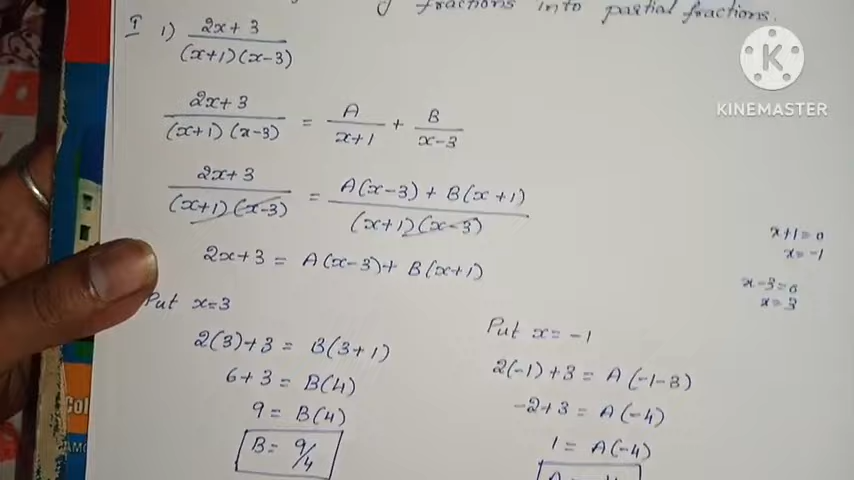 fractions into partial fractions.
I 1) 2x+3 / (x+1)(x-3)
2x+3 / (x+1)(x-3) = A / x+1 + B / x-3
2x+3 / (x+1)(x-3) = A(x-3) + B(x+1) / (x+1)(x-3)
2x+3 = A(x-3) + B(x+1)
Put x=3
2(3)+3 = B(3+1)
6+3 = B(4)
9 = B(4)
B = 9/4
Put x = -1
2(-1)+3 = A(-1-3)
-2+3 = A(-4)
1 = A(-4)
x+1=0
x=-1
x-3=0
x=3
KINEMASTER
Col